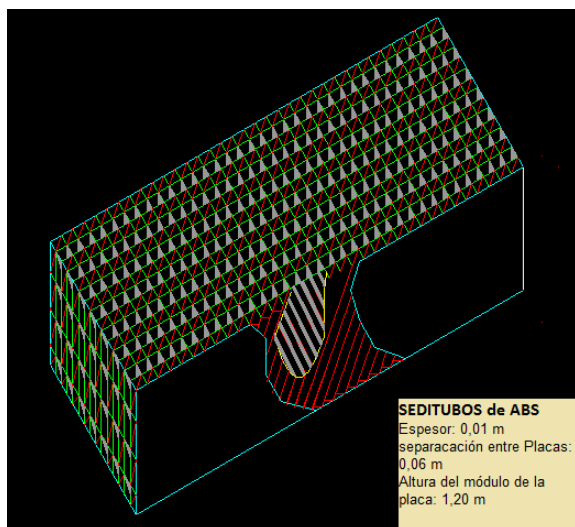 SEDITUBOS de ABS
Espesor: 0,01 m
separacación entre Placas:
0,06 m
Altura del módulo de la
placa: 1,20 m